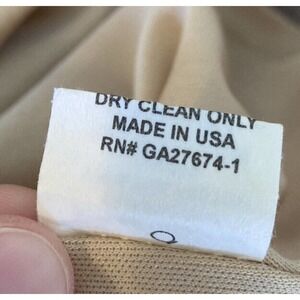 DRY CLEAN ONLY
MADE IN USA
RN# GA27674-1